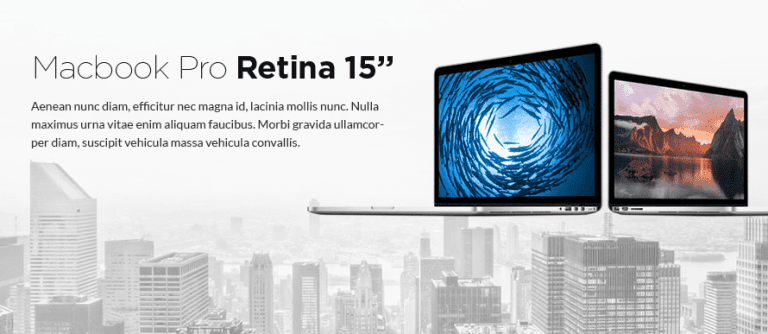 Macbook Pro Retina 15”
Aenean nunc diam, efficitur nec magna id, lacinia mollis nunc. Nulla
maximus urna vitae enim aliquam faucibus. Morbi gravida ullamcor-
per diam, suscipit vehicula massa vehicula convallis.